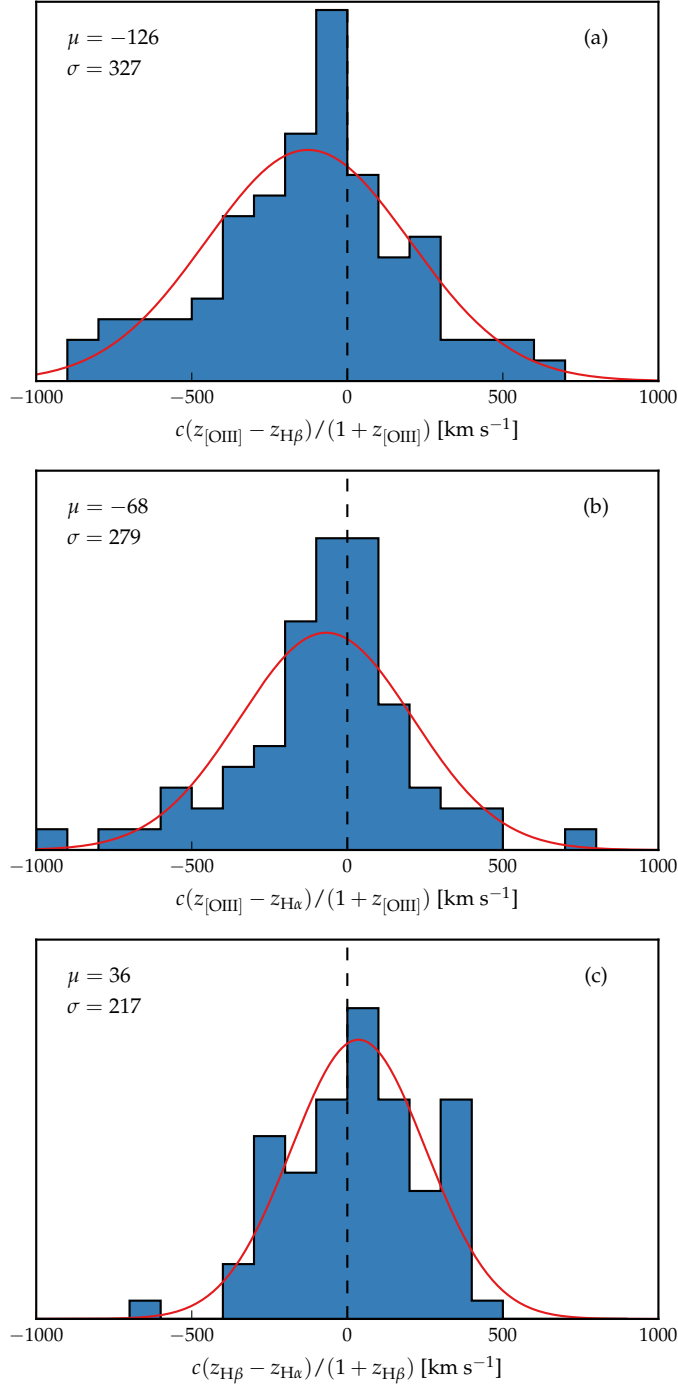 μ = −126
(a)
σ = 327
−1000 −500 0 500 1000
c(z[OIII] − zHβ)/(1 + z[OIII]) [km s−1]
μ = −68
(b)
σ = 279
−1000 −500 0 500 1000
c(z[OIII] − zHα)/(1 + z[OIII]) [km s−1]
μ = 36
(c)
σ = 217
−1000 −500 0 500 1000
c(zHβ − zHα)/(1 + zHβ) [km s−1]